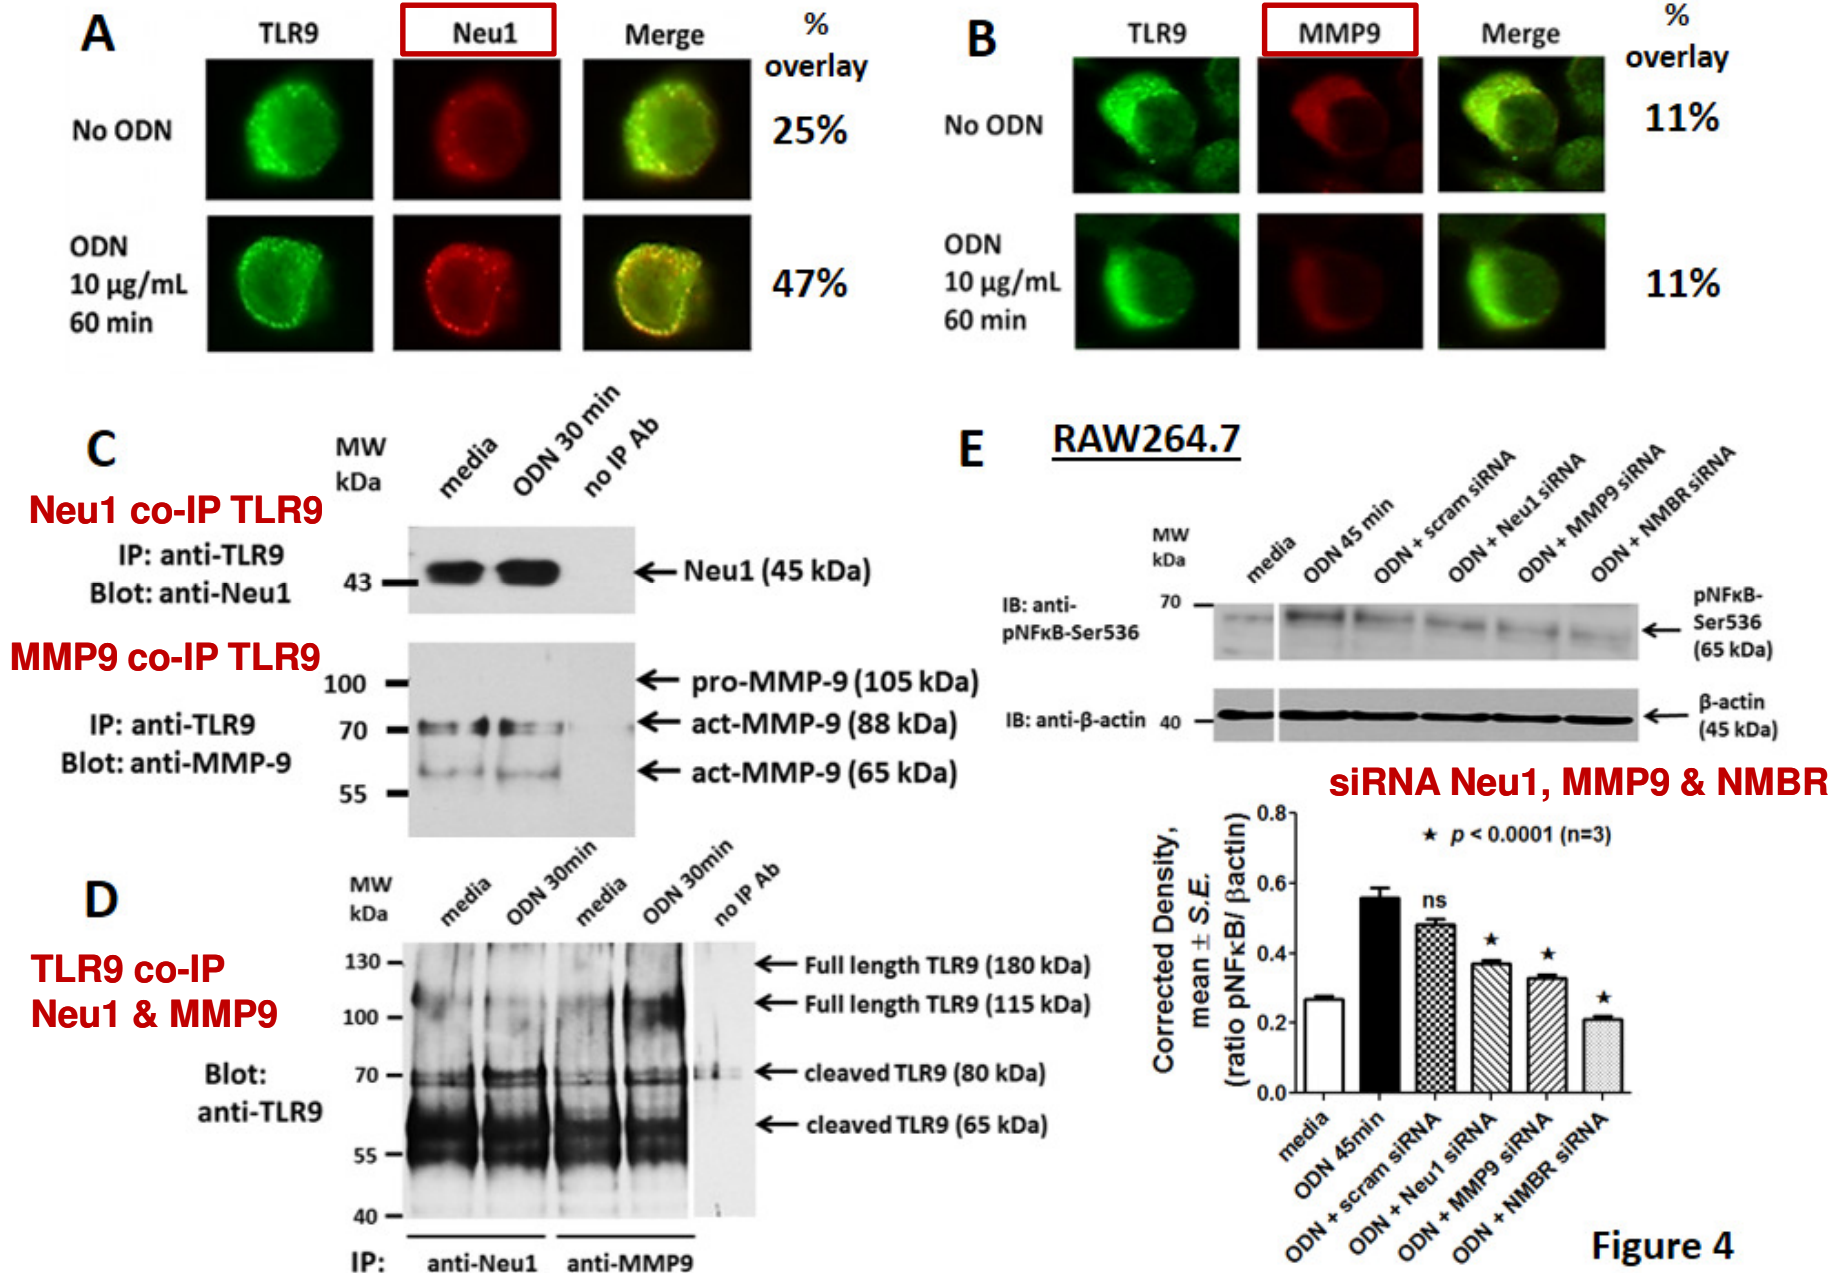 A
TLR9
Neu1
Merge
%
overlay
No ODN
25%
ODN
10 µg/mL
60 min
47%
B
TLR9
MMP9
Merge
%
overlay
No ODN
11%
ODN
10 µg/mL
60 min
11%
C
MW
kDa
media
ODN 30 min
no IP Ab
Neu1 co-IP TLR9
IP: anti-TLR9
Blot: anti-Neu1
43
Neu1 (45 kDa)
MMP9 co-IP TLR9
IP: anti-TLR9
Blot: anti-MMP-9
100
70
55
pro-MMP-9 (105 kDa)
act-MMP-9 (88 kDa)
act-MMP-9 (65 kDa)
D
MW
kDa
media
ODN 30min
media
ODN 30min
no IP Ab
TLR9 co-IP
Neu1 & MMP9
Blot:
anti-TLR9
130
100
70
55
40
Full length TLR9 (180 kDa)
Full length TLR9 (115 kDa)
cleaved TLR9 (80 kDa)
cleaved TLR9 (65 kDa)
IP:
anti-Neu1
anti-MMP9
E
RAW264.7
MW
kDa
media
ODN 45 min
ODN + scram siRNA
ODN + Neu1 siRNA
ODN + MMP9 siRNA
ODN + NMBR siRNA
IB: anti-
pNFκB-Ser536
70
pNFκB-
Ser536
(65 kDa)
IB: anti-β-actin
40
β-actin
(45 kDa)
siRNA Neu1, MMP9 & NMBR
Corrected Density,
mean ± S.E.
(ratio pNFκB/ βactin)
0.8
0.6
0.4
0.2
0.0
★ p < 0.0001 (n=3)
ns
★
★
★
media
ODN 45min
ODN + scram siRNA
ODN + Neu1 siRNA
ODN + MMP9 siRNA
ODN + NMBR siRNA
Figure 4